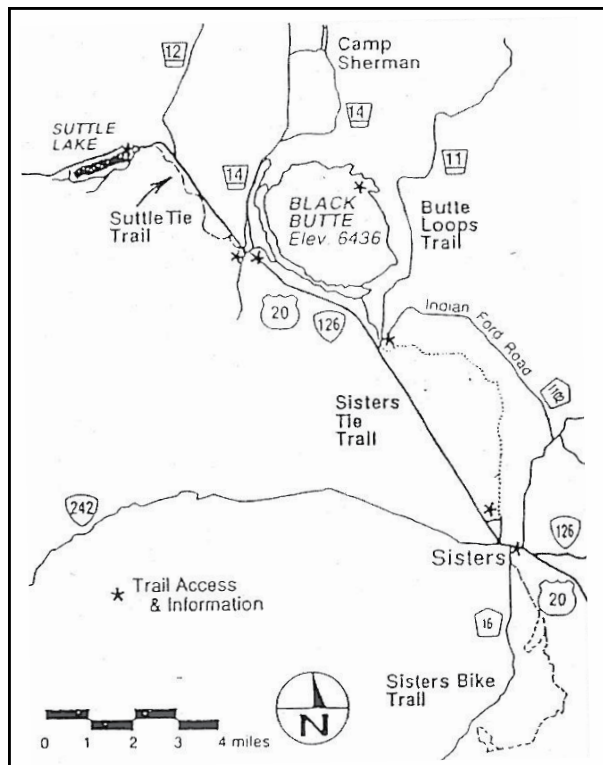 12
Camp
Sherman
SUTTLE
LAKE
14
14
11
Suttle Tie
Trail
BLACK
BUTTE
Elev. 6436
Butte
Loops
Trail
20
126
Indian Ford Road
1102
Sisters
Tie
Trail
242
126
Sisters
Trail Access
& Information
20
16
Sisters Bike
Trail
N
0 1 2 3 4 miles